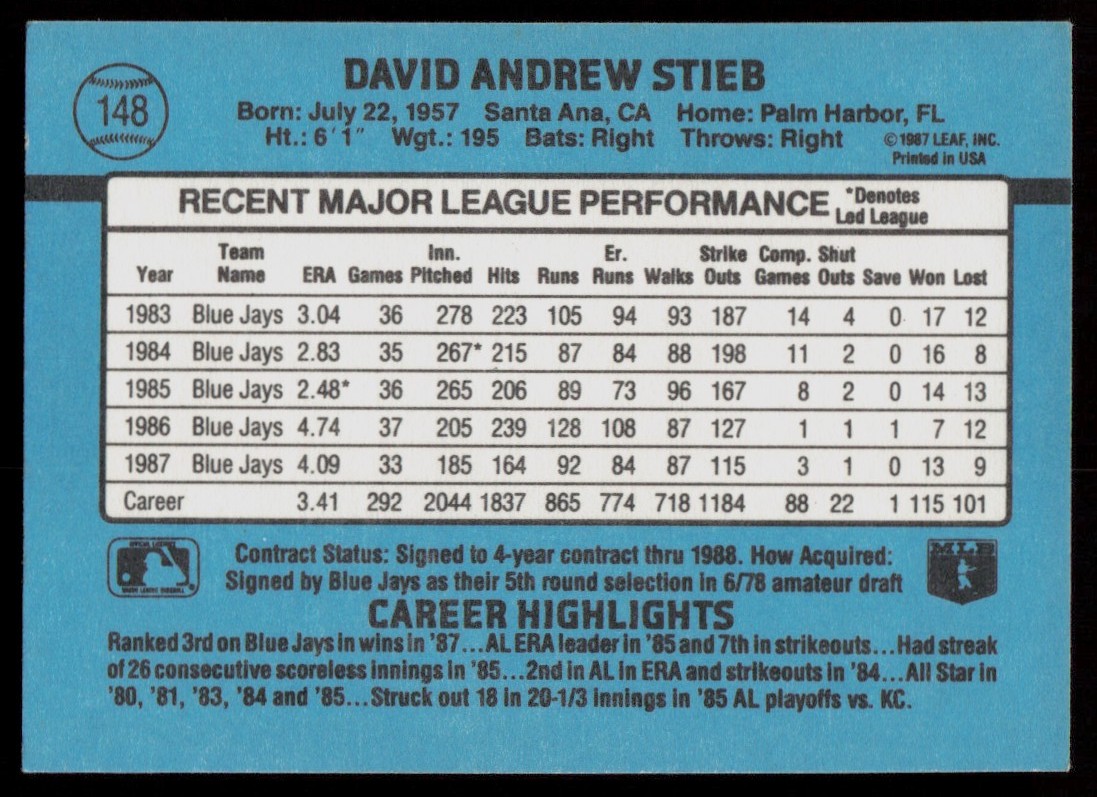 148
DAVID ANDREW STIEB
Born: July 22, 1957 Santa Ana, CA Home: Palm Harbor, FL
Ht.: 6'1" Wgt.: 195 Bats: Right Throws: Right
©1987 LEAF, INC.
Printed in USA
RECENT MAJOR LEAGUE PERFORMANCE *Denotes Led League
Year Team Name ERA Games Inn. Pitched Hits Runs Er. Runs Walks Strike Outs Comp. Games Shut Outs Save Won Lost
1983 Blue Jays 3.04 36 278 223 105 94 93 187 14 4 0 17 12
1984 Blue Jays 2.83 35 267* 215 87 84 88 198 11 2 0 16 8
1985 Blue Jays 2.48* 36 265 206 89 73 96 167 8 2 0 14 13
1986 Blue Jays 4.74 37 205 239 128 108 87 127 1 1 1 7 12
1987 Blue Jays 4.09 33 185 164 92 84 87 115 3 1 0 13 9
Career 3.41 292 2044 1837 865 774 718 1184 88 22 1 115 101
Contract Status: Signed to 4-year contract thru 1988. How Acquired:
Signed by Blue Jays as their 5th round selection in 6/78 amateur draft
MLB
CAREER HIGHLIGHTS
Ranked 3rd on Blue Jays in wins in '87...AL ERA leader in '85 and 7th in strikeouts...Had streak
of 26 consecutive scoreless innings in '85...2nd in AL in ERA and strikeouts in '84...All Star in
'80, '81, '83, '84 and '85...Struck out 18 in 20-1/3 innings in '85 AL playoffs vs. KC.